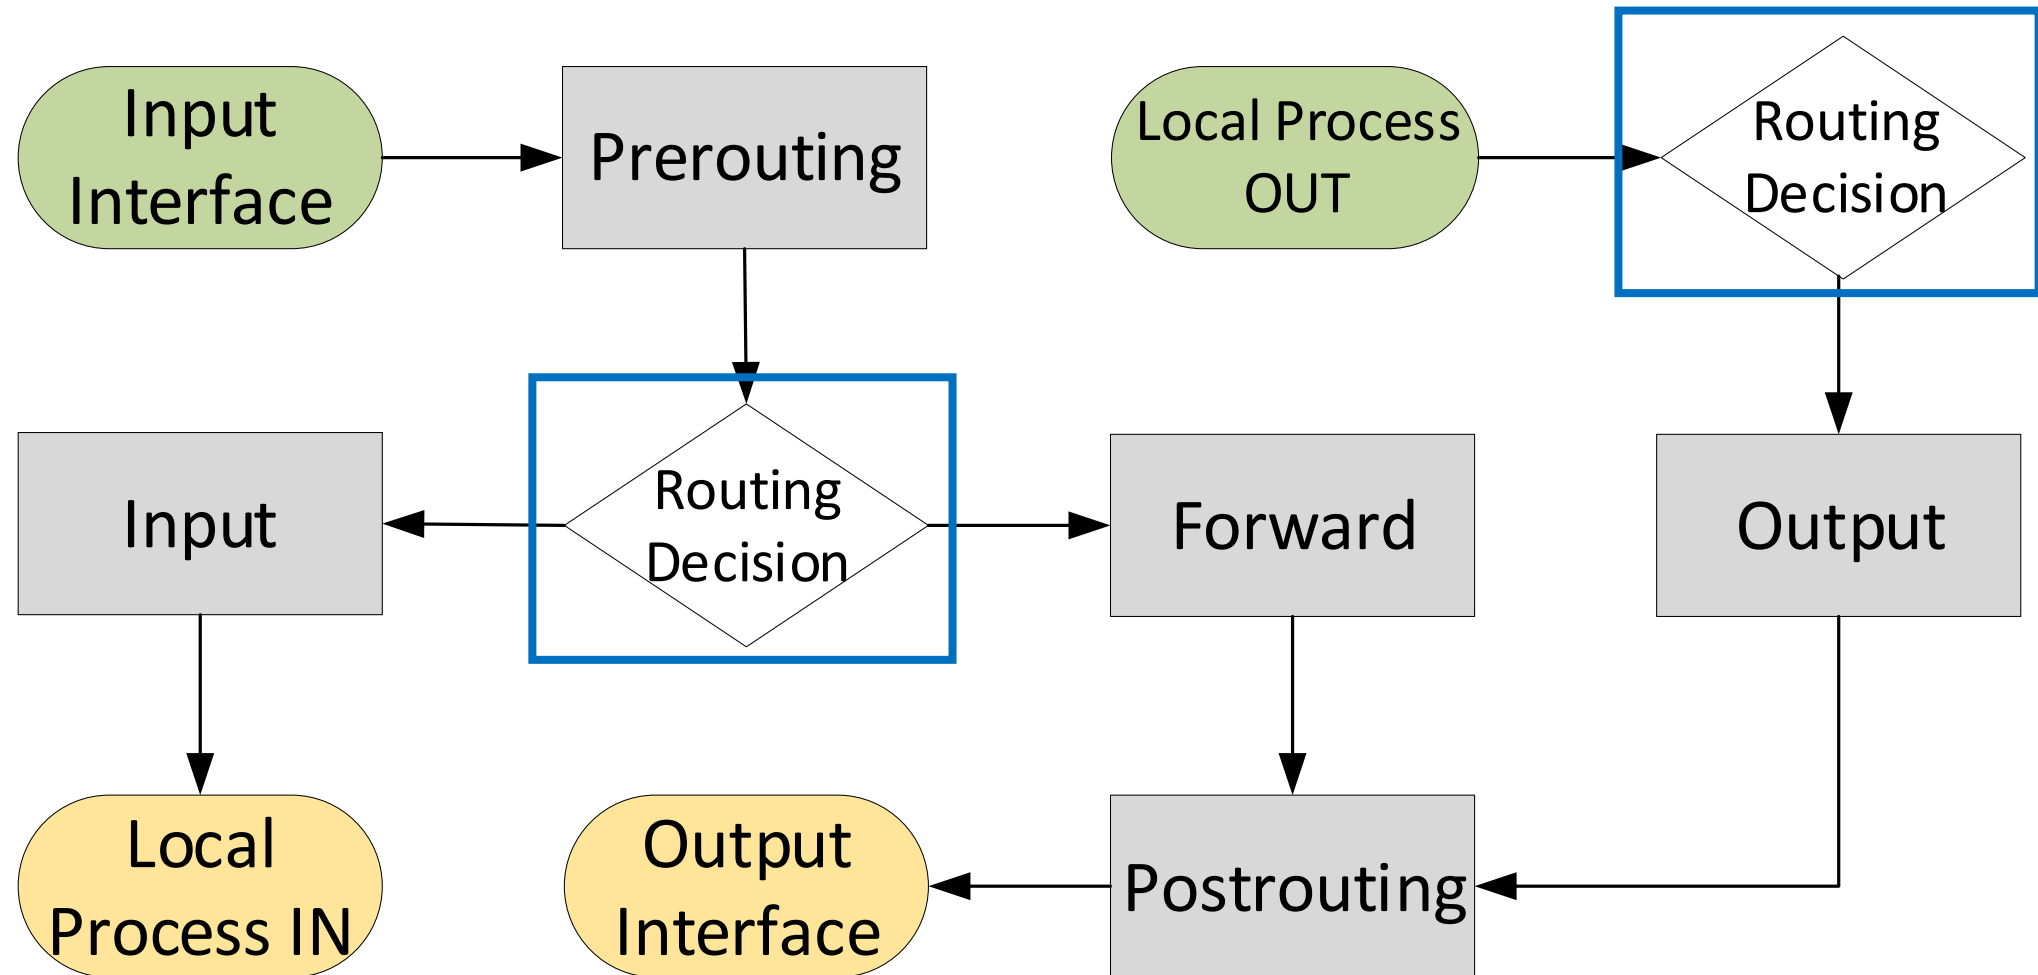 Input
Interface
Prerouting
Local Process
OUT
Routing
Decision
Input
Routing
Decision
Forward
Output
Local
Process IN
Output
Interface
Postrouting